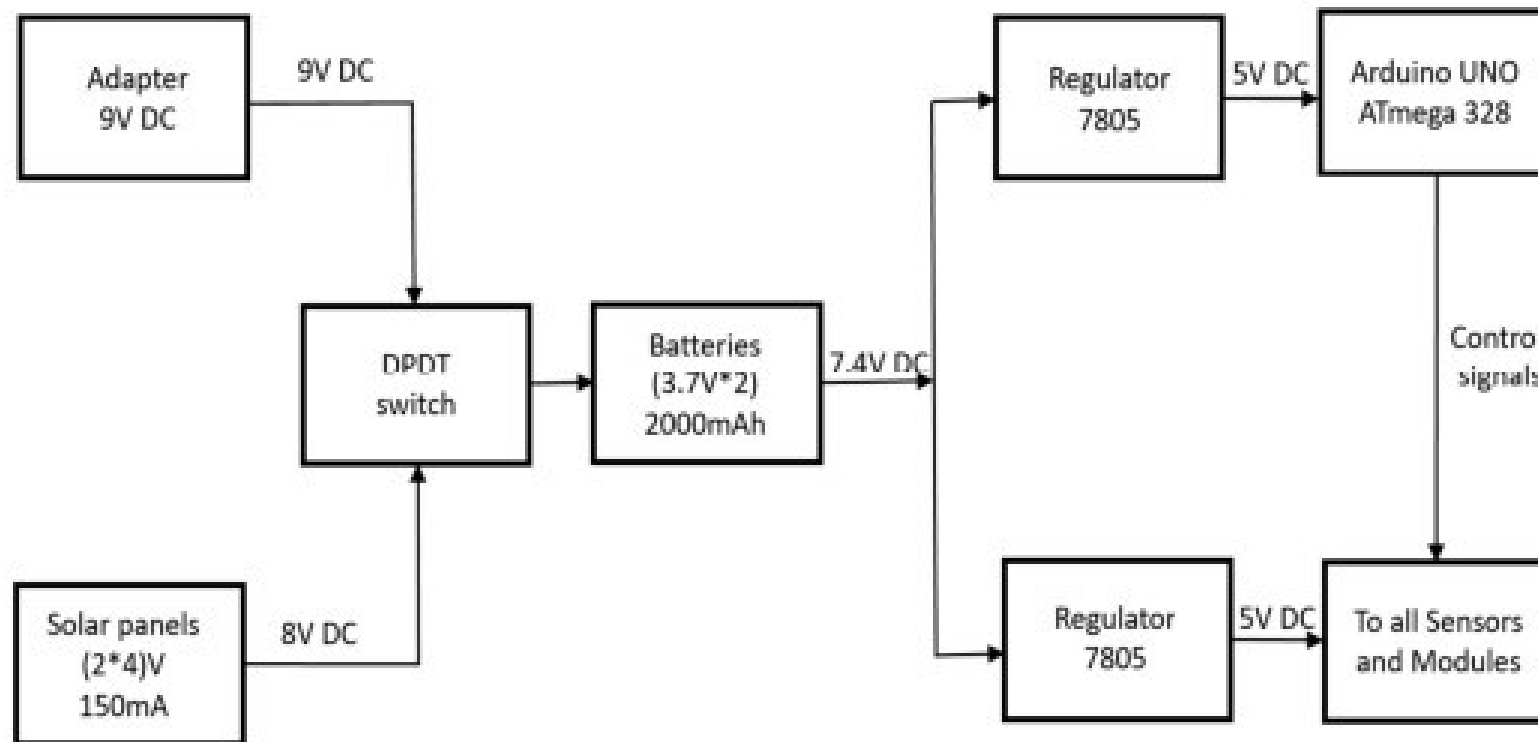 Adapter
9V DC
9V DC
Regulator
7805
5V DC
Arduino UNO
ATmega 328
DPDT
switch
Batteries
(3.7V*2)
2000mAh
7.4V DC
Contro
signals
Solar panels
(2*4)V
150mA
8V DC
Regulator
7805
5V DC
To all Sensors
and Modules